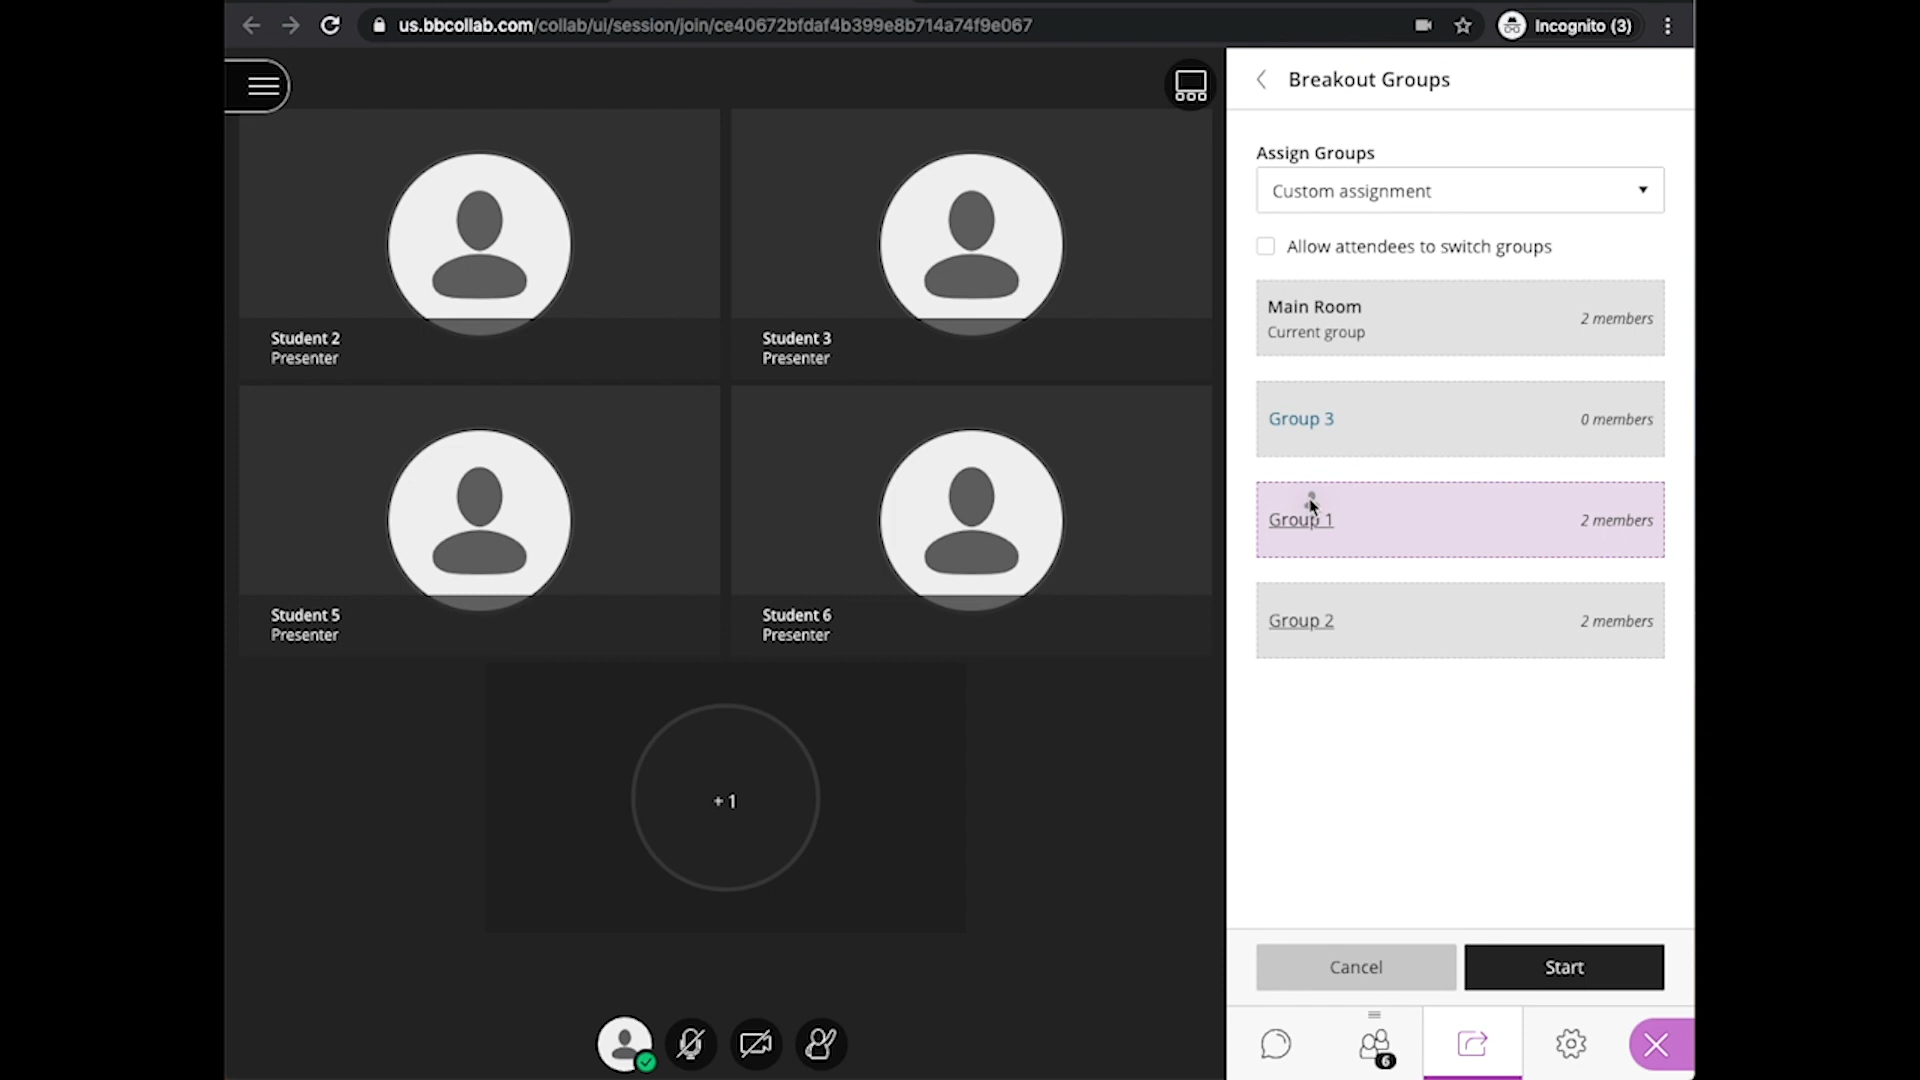 us.bbcollab.com/collab/ui/session/join/ce40672bfdaf4b399e8b714a74f9e067
Incognito (3)
Breakout Groups
Assign Groups
Custom assignment
Allow attendees to switch groups
Main Room
Current group
2 members
Group 3
0 members
Group 1
2 members
Group 2
2 members
Student 2
Presenter
Student 3
Presenter
Student 5
Presenter
Student 6
Presenter
+ 1
Cancel
Start
6